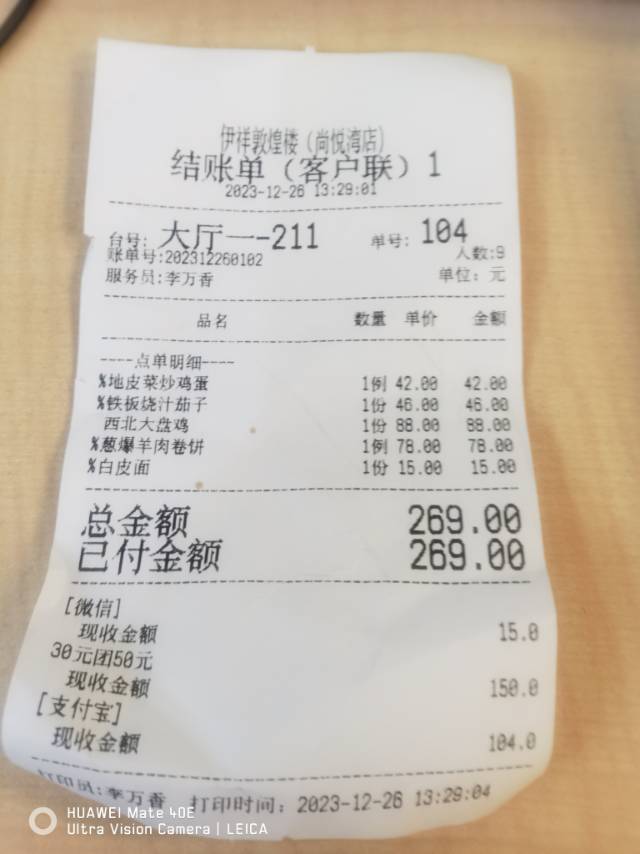 伊祥敦煌楼（尚悦湾店）
结账单（客户联）1
2023-12-26 13:29:01
台号: 大厅一-211 单号: 104
账单号:202312260102 人数:9
服务员:李万香 单位: 元
品名 数量 单价 金额
----点单明细----
%地皮菜炒鸡蛋 1例 42.00 42.00
%铁板烧汁茄子 1份 46.00 46.00
西北大盘鸡 1份 88.00 88.00
%葱爆羊肉卷饼 1例 78.00 78.00
%白皮面 1份 15.00 15.00
总金额 269.00
已付金额 269.00
[微信]
现收金额 15.0
30元团50元
现收金额 150.0
[支付宝]
现收金额 104.0
打印员:李万香 打印时间: 2023-12-26 13:29:04
HUAWEI Mate 40E
Ultra Vision Camera | LEICA